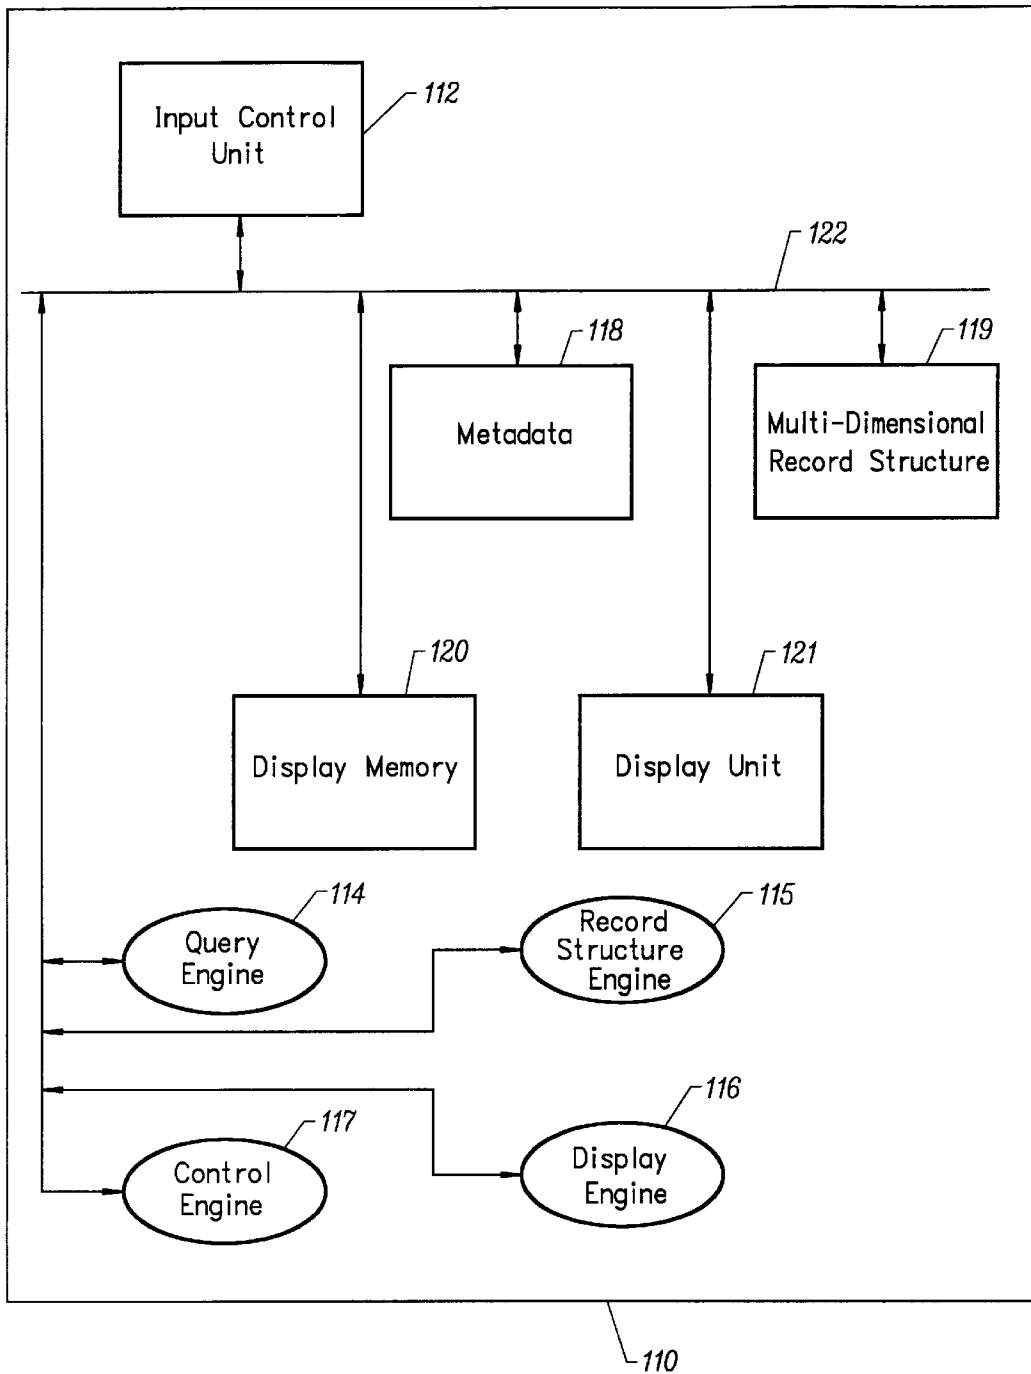 112
Input Control
Unit
122
118
119
Metadata
Multi-Dimensional
Record Structure
120
121
Display Memory
Display Unit
114
115
Query
Engine
Record
Structure
Engine
117
116
Control
Engine
Display
Engine
110